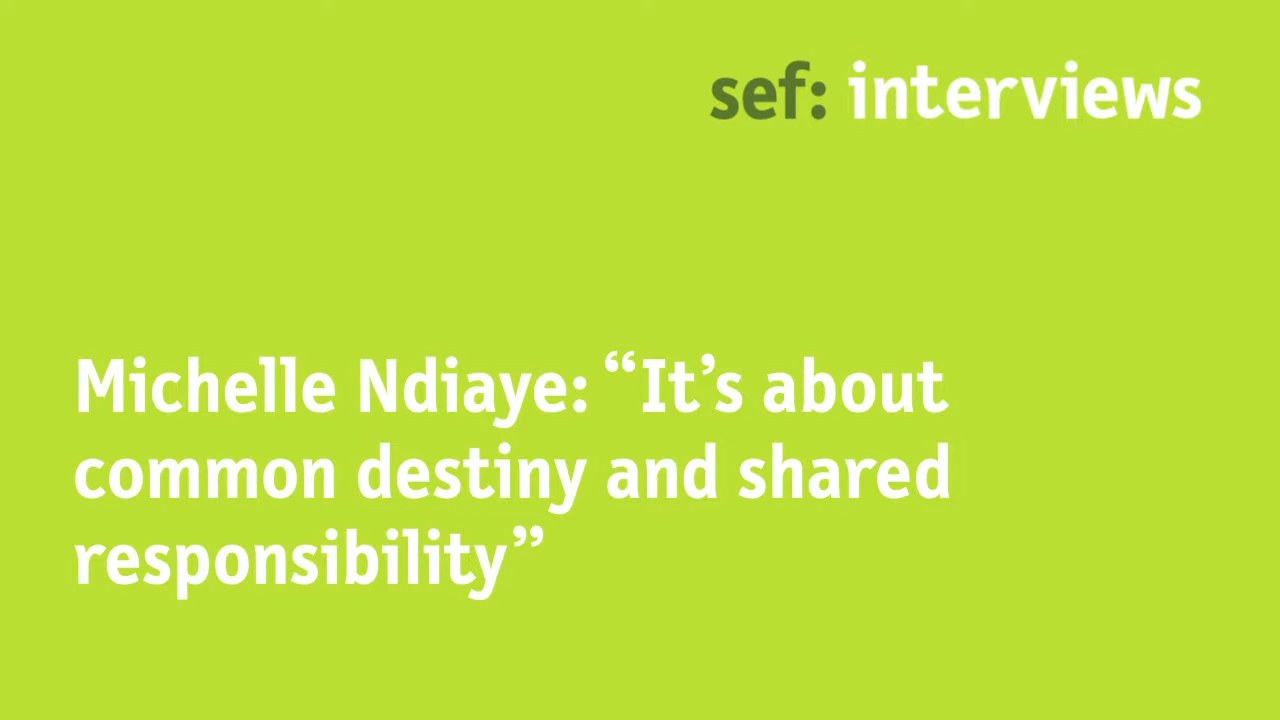 sef: interviews
Michelle Ndiaye: “It’s about
common destiny and shared
responsibility”